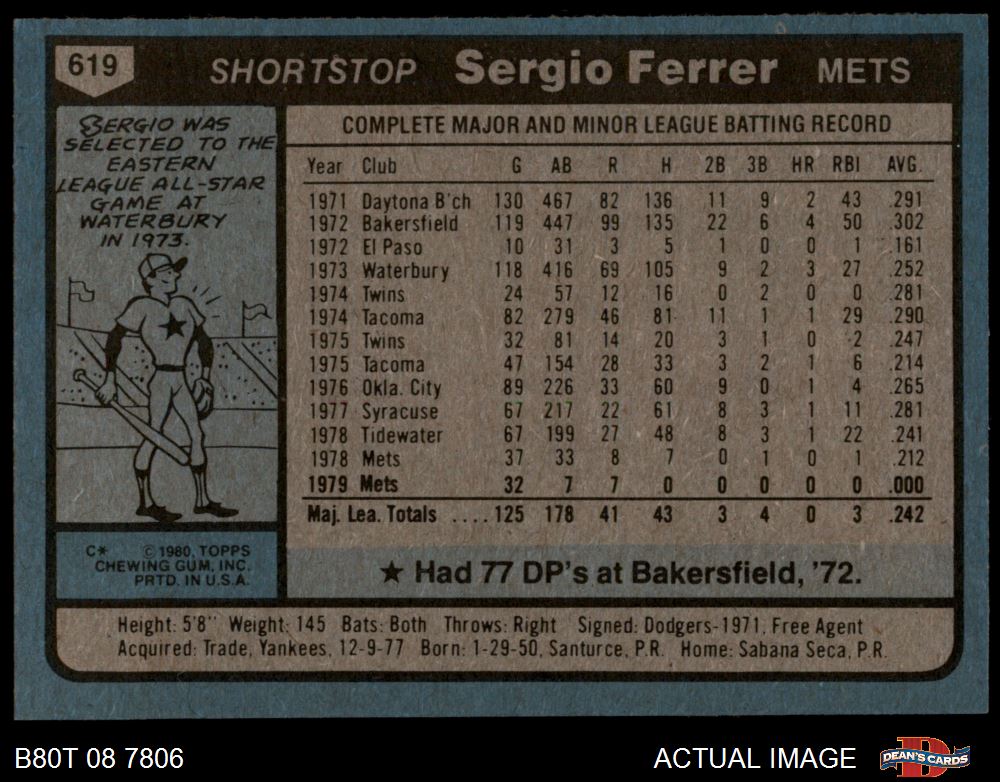 619 SHORTSTOP Sergio Ferrer METS
SERGIO WAS
SELECTED TO THE
EASTERN
LEAGUE ALL-STAR
GAME AT
WATERBURY
IN 1973.
COMPLETE MAJOR AND MINOR LEAGUE BATTING RECORD
Year Club G AB R H 2B 3B HR RBI AVG.
1971 Daytona B'ch 130 467 82 136 11 9 2 43 .291
1972 Bakersfield 119 447 99 135 22 6 4 50 .302
1972 El Paso 10 31 3 5 1 0 0 1 .161
1973 Waterbury 118 416 69 105 9 2 3 27 .252
1974 Twins 24 57 12 16 0 2 0 0 .281
1974 Tacoma 82 279 46 81 11 1 1 29 .290
1975 Twins 32 81 14 20 3 1 0 2 .247
1975 Tacoma 47 154 28 33 3 2 1 6 .214
1976 Okla. City 89 226 33 60 9 0 1 4 .265
1977 Syracuse 67 217 22 61 8 3 1 11 .281
1978 Tidewater 67 199 27 48 8 3 1 22 .241
1978 Mets 37 33 8 7 0 1 0 1 .212
1979 Mets 32 7 7 0 0 0 0 0 .000
Maj. Lea. Totals ....125 178 41 43 3 4 0 3 .242
★ Had 77 DP's at Bakersfield, '72.
C* © 1980, TOPPS
CHEWING GUM, INC.
PRTD. IN U.S.A.
Height: 5'8" Weight: 145 Bats: Both Throws: Right Signed: Dodgers-1971, Free Agent
Acquired: Trade, Yankees, 12-9-77 Born: 1-29-50, Santurce, P.R. Home: Sabana Seca, P.R.
B80T 08 7806 ACTUAL IMAGE DEAN'S CARDS